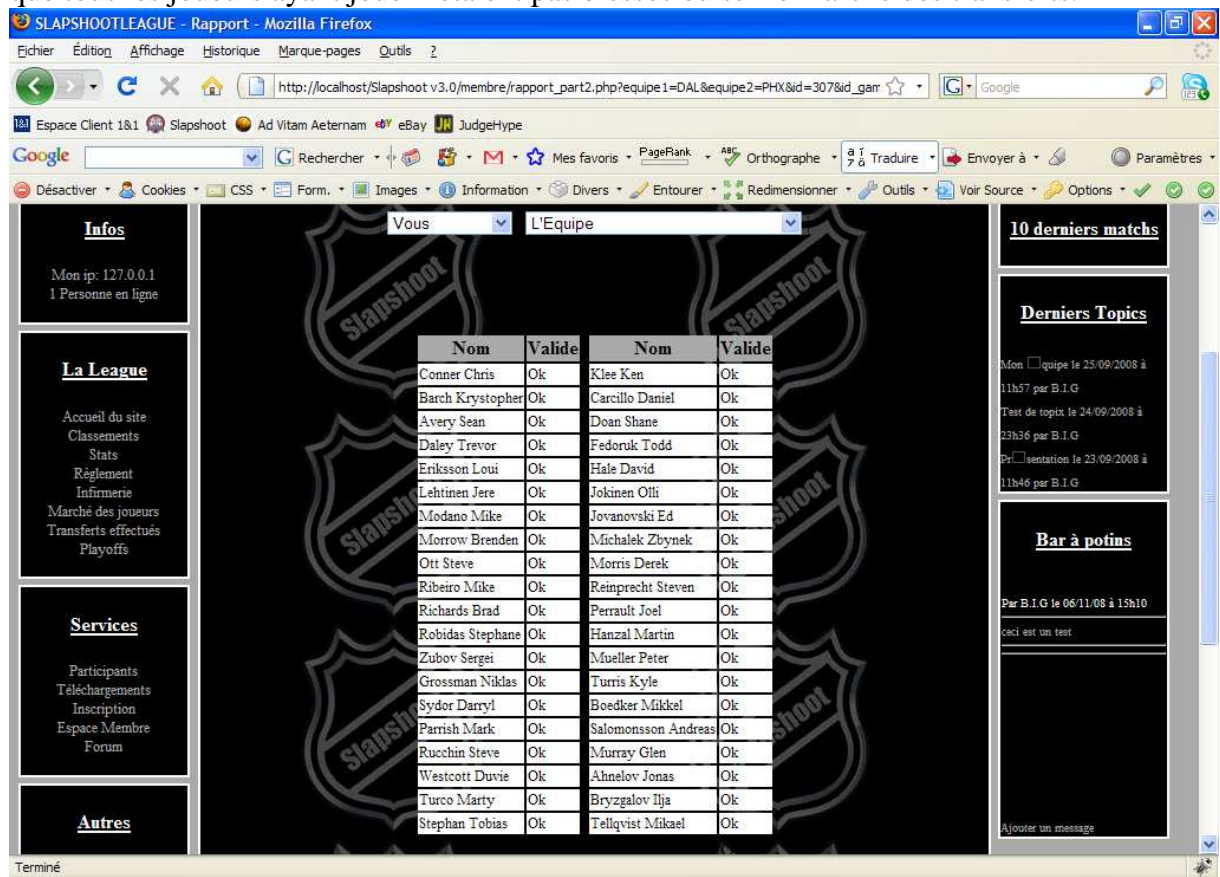 SLAPSHOOTLEAGUE - Rapport - Mozilla Firefox
Fichier Édition Affichage Historique Marque-pages Outils ?
http://localhost/Slapshoot v3.0/membre/rapport_part2.php?equipe1=DAL&equipe2=PHX&id=307&id_gam
G Google
Espace Client 1&1 Slapshoot Ad Vitam Aeternam eBay JudgeHype
Google Rechercher Mes favoris PageRank Orthographe Traduire Envoyer à Paramètres
Désactiver Cookies CSS Form. Images Information Divers Entourer Redimensionner Outils Voir Source Options
Vous L'Equipe
Infos
Mon ip: 127.0.0.1
1 Personne en ligne
La League
Accueil du site
Classements
Stats
Règlement
Infirmerie
Marché des joueurs
Transferts effectués
Playoffs
Services
Participants
Téléchargements
Inscription
Espace Membre
Forum
Autres
Slapshoot Slapshoot
Slapshoot Slapshoot
Slapshoot Slapshoot
Nom Valide Nom Valide
Conner Chris Ok Klee Ken Ok
Barch Krystopher Ok Carcillo Daniel Ok
Avery Sean Ok Doan Shane Ok
Daley Trevor Ok Fedoruk Todd Ok
Eriksson Loui Ok Hale David Ok
Lehtinen Jere Ok Jokinen Olli Ok
Modano Mike Ok Jovanovski Ed Ok
Morrow Brenden Ok Michalek Zbynek Ok
Ott Steve Ok Morris Derek Ok
Ribeiro Mike Ok Reinprecht Steven Ok
Richards Brad Ok Perrault Joel Ok
Robidas Stephane Ok Hanzal Martin Ok
Zubov Sergei Ok Mueller Peter Ok
Grossman Niklas Ok Turris Kyle Ok
Sydor Darryl Ok Boedker Mikkel Ok
Parrish Mark Ok Salomonsson Andreas Ok
Rucchin Steve Ok Murray Glen Ok
Westcott Duvie Ok Ahnelov Jonas Ok
Turco Marty Ok Bryzgalov Ilja Ok
Stephan Tobias Ok Tellqvist Mikael Ok
10 derniers matchs
Derniers Topics
Mon □quipe le 25/09/2008 à
11h57 par B.I.G
Test de topix le 24/09/2008 à
23h36 par B.I.G
Pr□sentation le 23/09/2008 à
11h46 par B.I.G
Bar à potins
Par B.I.G le 06/11/08 à 15h10
ceci est un test
Ajouter un message
Terminé